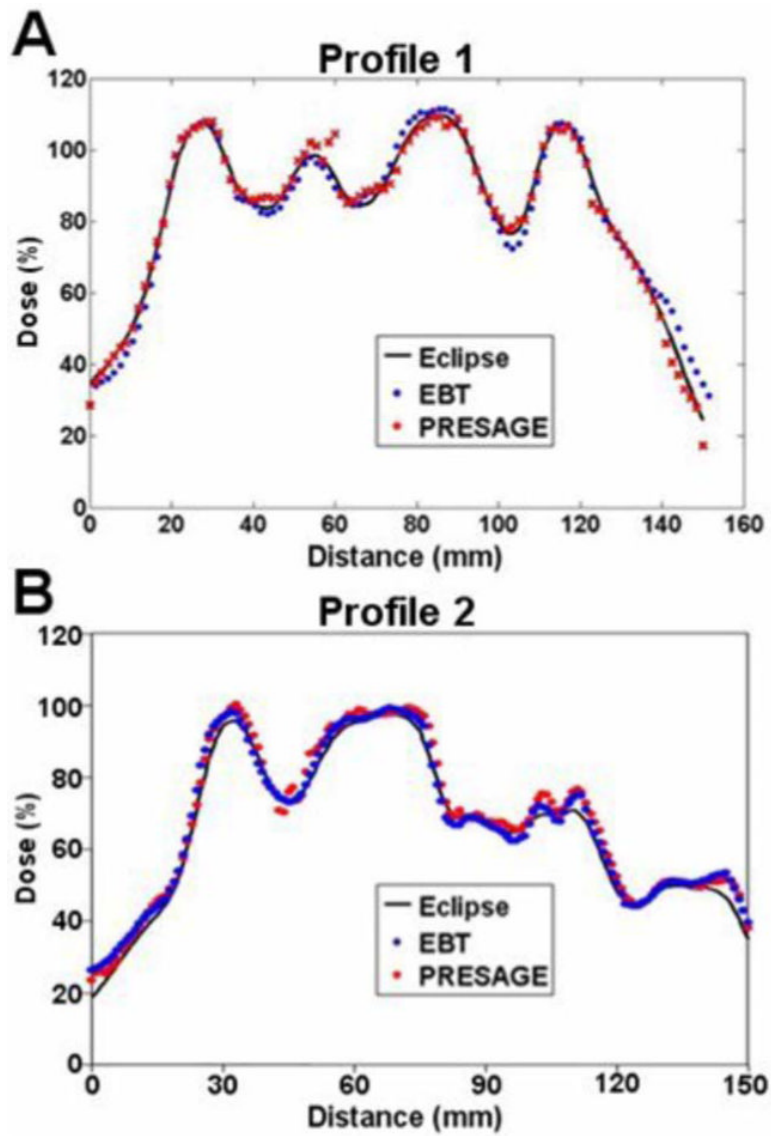 A
Profile 1
120
100
80
60
40
20
0
Dose (%)
Eclipse
EBT
PRESAGE
0 20 40 60 80 100 120 140 160
Distance (mm)
B
Profile 2
120
100
80
60
40
20
0
Dose (%)
Eclipse
EBT
PRESAGE
0 30 60 90 120 150
Distance (mm)